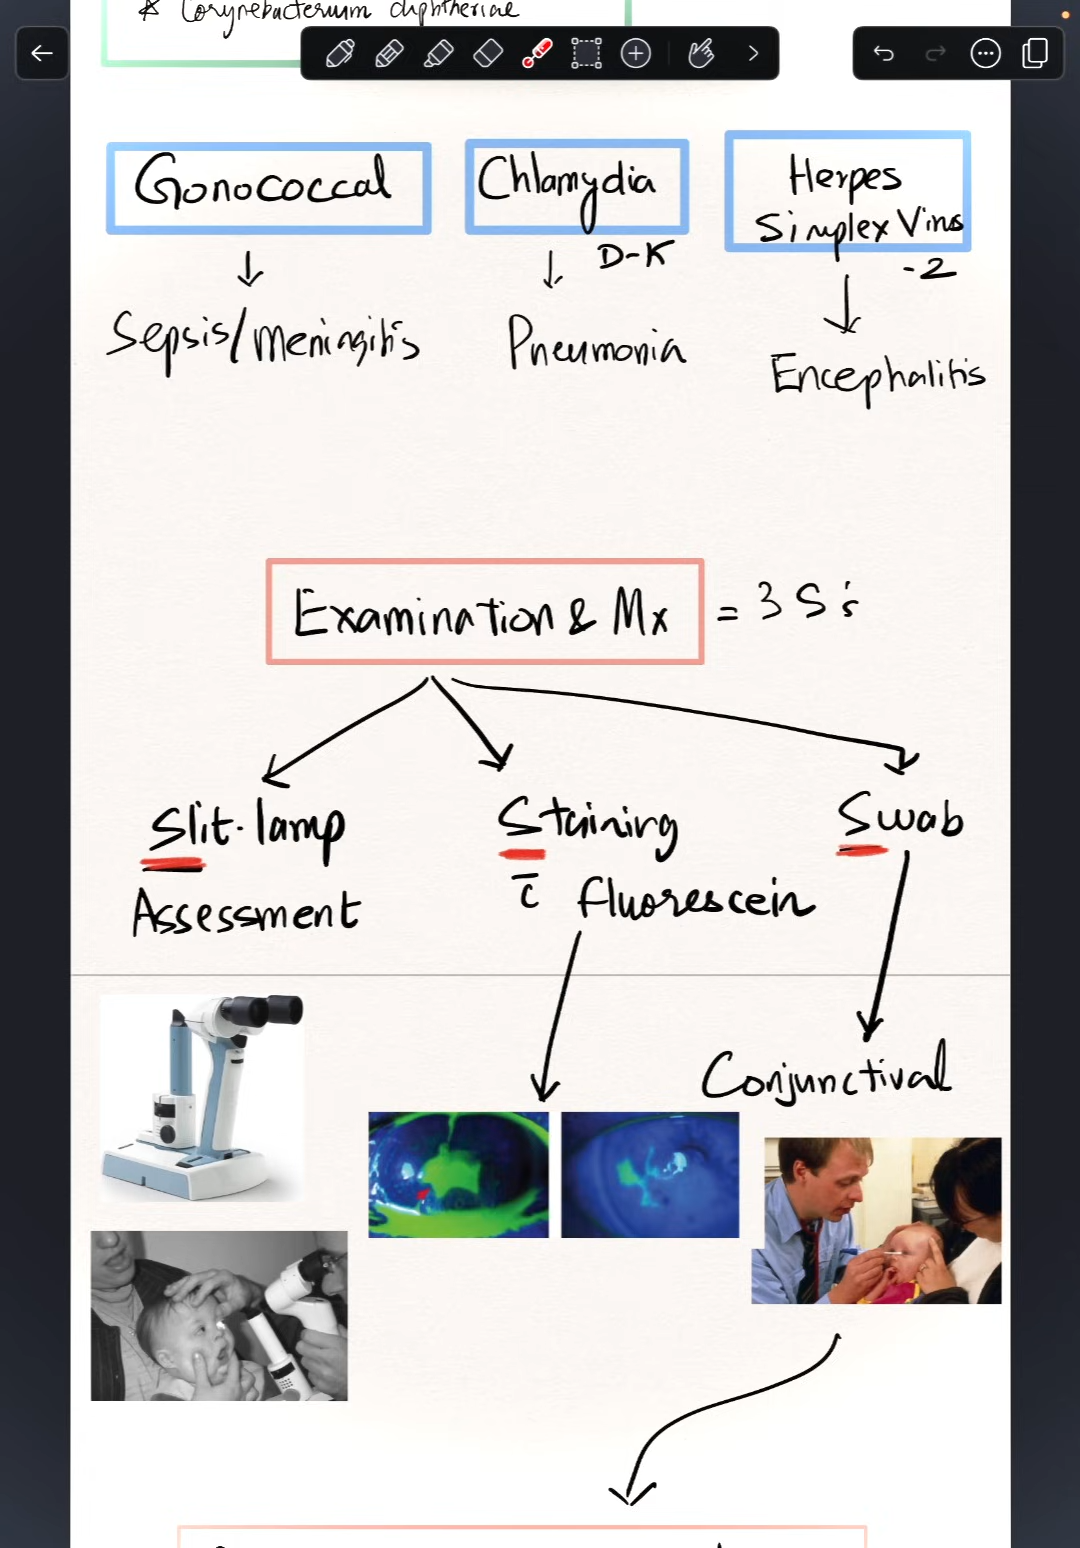 * Corynebacterium diphtheriae
Gonococcal
Chlamydia
Herpes
Simplex Virus
D-K
-2
Sepsis/Meningitis
Pneumonia
Encephalitis
Examination & Mx = 3 S's
Slit-lamp
Assessment
Staining
c̅ fluorescein
Swab
Conjunctival